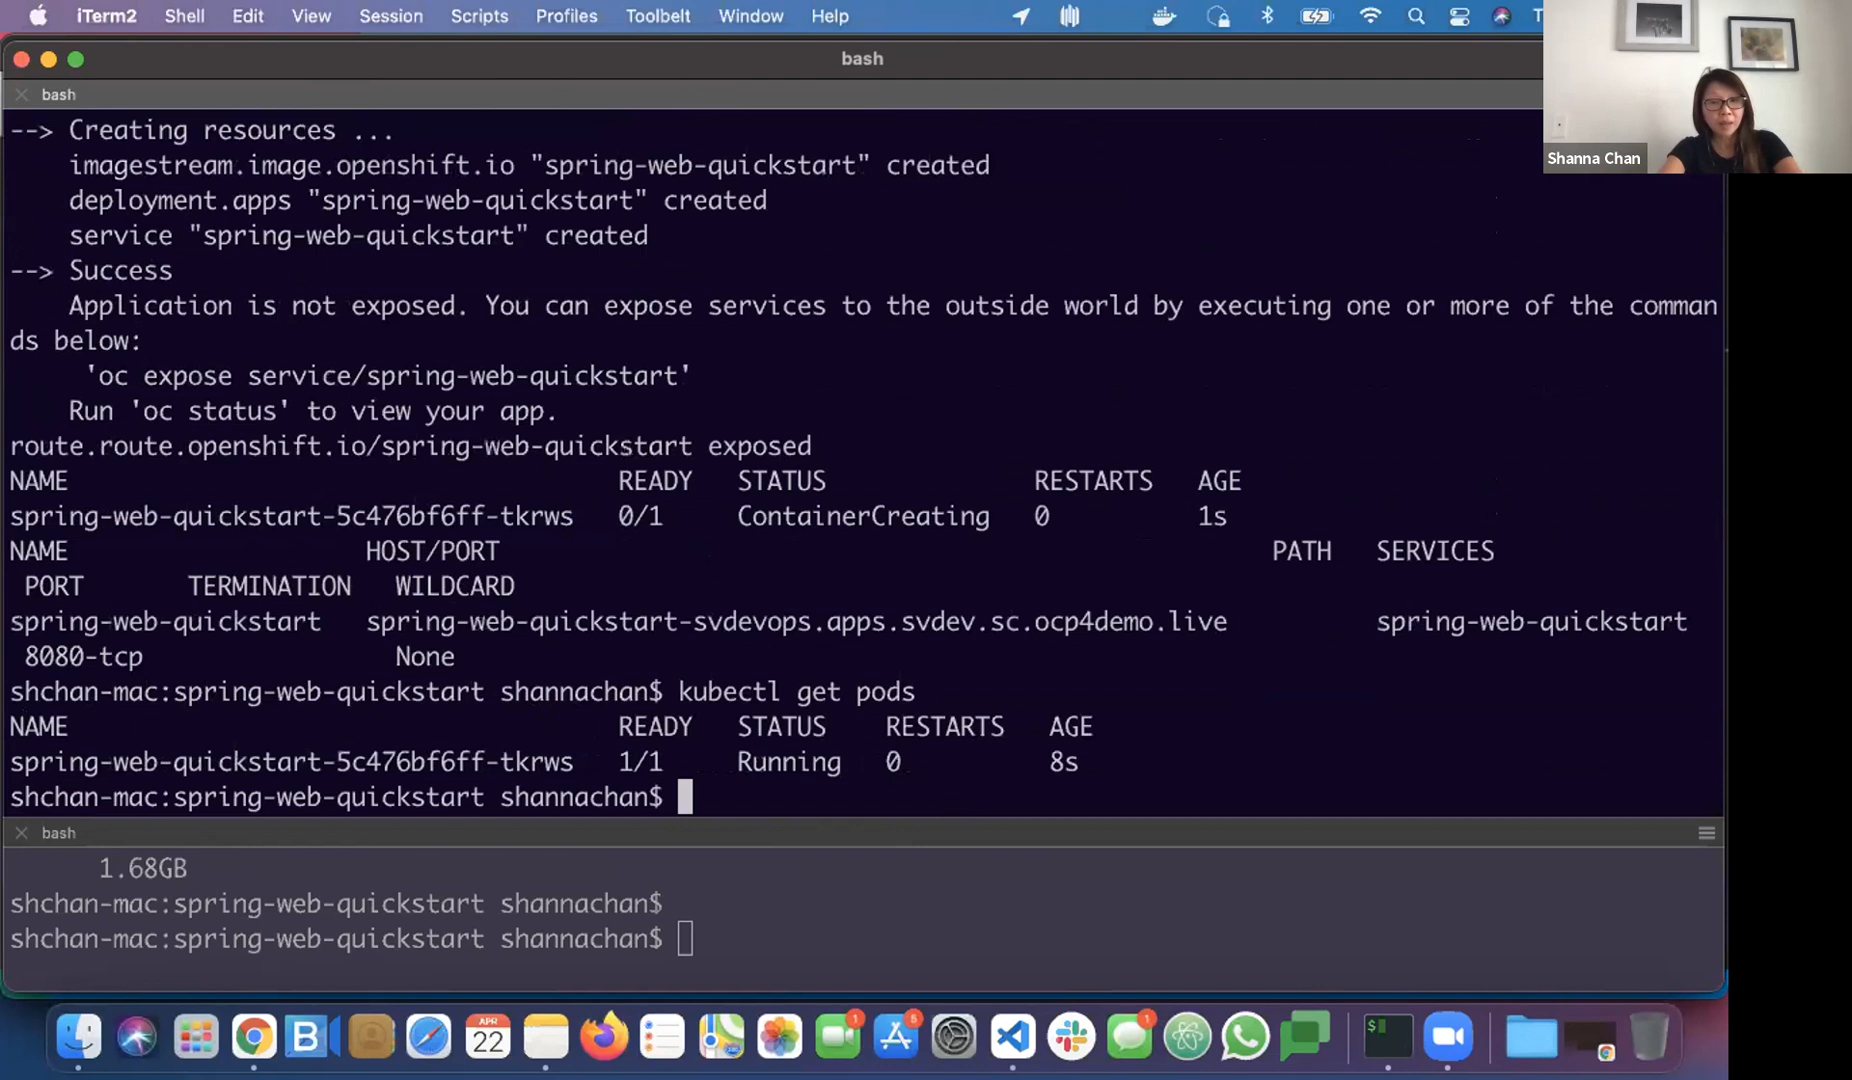 iTerm2 Shell Edit View Session Scripts Profiles Toolbelt Window Help
bash
bash
--> Creating resources ...
imagestream.image.openshift.io "spring-web-quickstart" created
deployment.apps "spring-web-quickstart" created
service "spring-web-quickstart" created
--> Success
Application is not exposed. You can expose services to the outside world by executing one or more of the comman
ds below:
'oc expose service/spring-web-quickstart'
Run 'oc status' to view your app.
route.route.openshift.io/spring-web-quickstart exposed
NAME READY STATUS RESTARTS AGE
spring-web-quickstart-5c476bf6ff-tkrws 0/1 ContainerCreating 0 1s
NAME HOST/PORT PATH SERVICES
PORT TERMINATION WILDCARD
spring-web-quickstart spring-web-quickstart-svdevops.apps.svdev.sc.ocp4demo.live spring-web-quickstart
8080-tcp None
shchan-mac:spring-web-quickstart shannachan$ kubectl get pods
NAME READY STATUS RESTARTS AGE
spring-web-quickstart-5c476bf6ff-tkrws 1/1 Running 0 8s
shchan-mac:spring-web-quickstart shannachan$
bash
1.68GB
shchan-mac:spring-web-quickstart shannachan$
shchan-mac:spring-web-quickstart shannachan$
Shanna Chan
APR
22
1
5
1
$